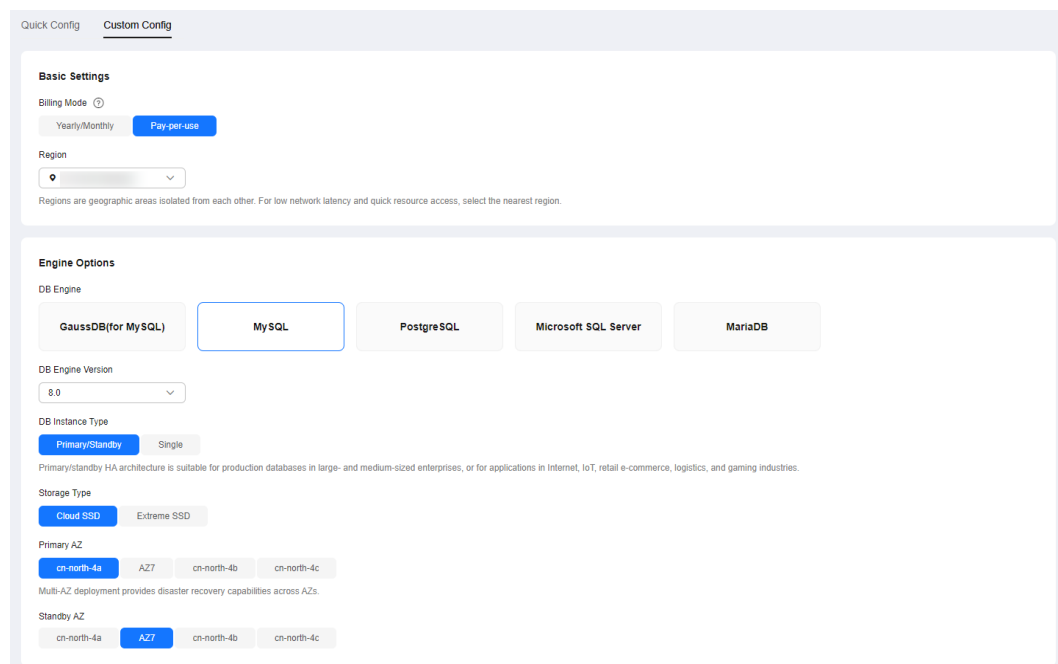 Quick Config Custom Config
Basic Settings
Billing Mode ?
Yearly/Monthly Pay-per-use
Region
Regions are geographic areas isolated from each other. For low network latency and quick resource access, select the nearest region.
Engine Options
DB Engine
GaussDB(for MySQL) MySQL PostgreSQL Microsoft SQL Server MariaDB
DB Engine Version
8.0
DB Instance Type
Primary/Standby Single
Primary/standby HA architecture is suitable for production databases in large- and medium-sized enterprises, or for applications in Internet, IoT, retail e-commerce, logistics, and gaming industries.
Storage Type
Cloud SSD Extreme SSD
Primary AZ
cn-north-4a AZ7 cn-north-4b cn-north-4c
Multi-AZ deployment provides disaster recovery capabilities across AZs.
Standby AZ
cn-north-4a AZ7 cn-north-4b cn-north-4c